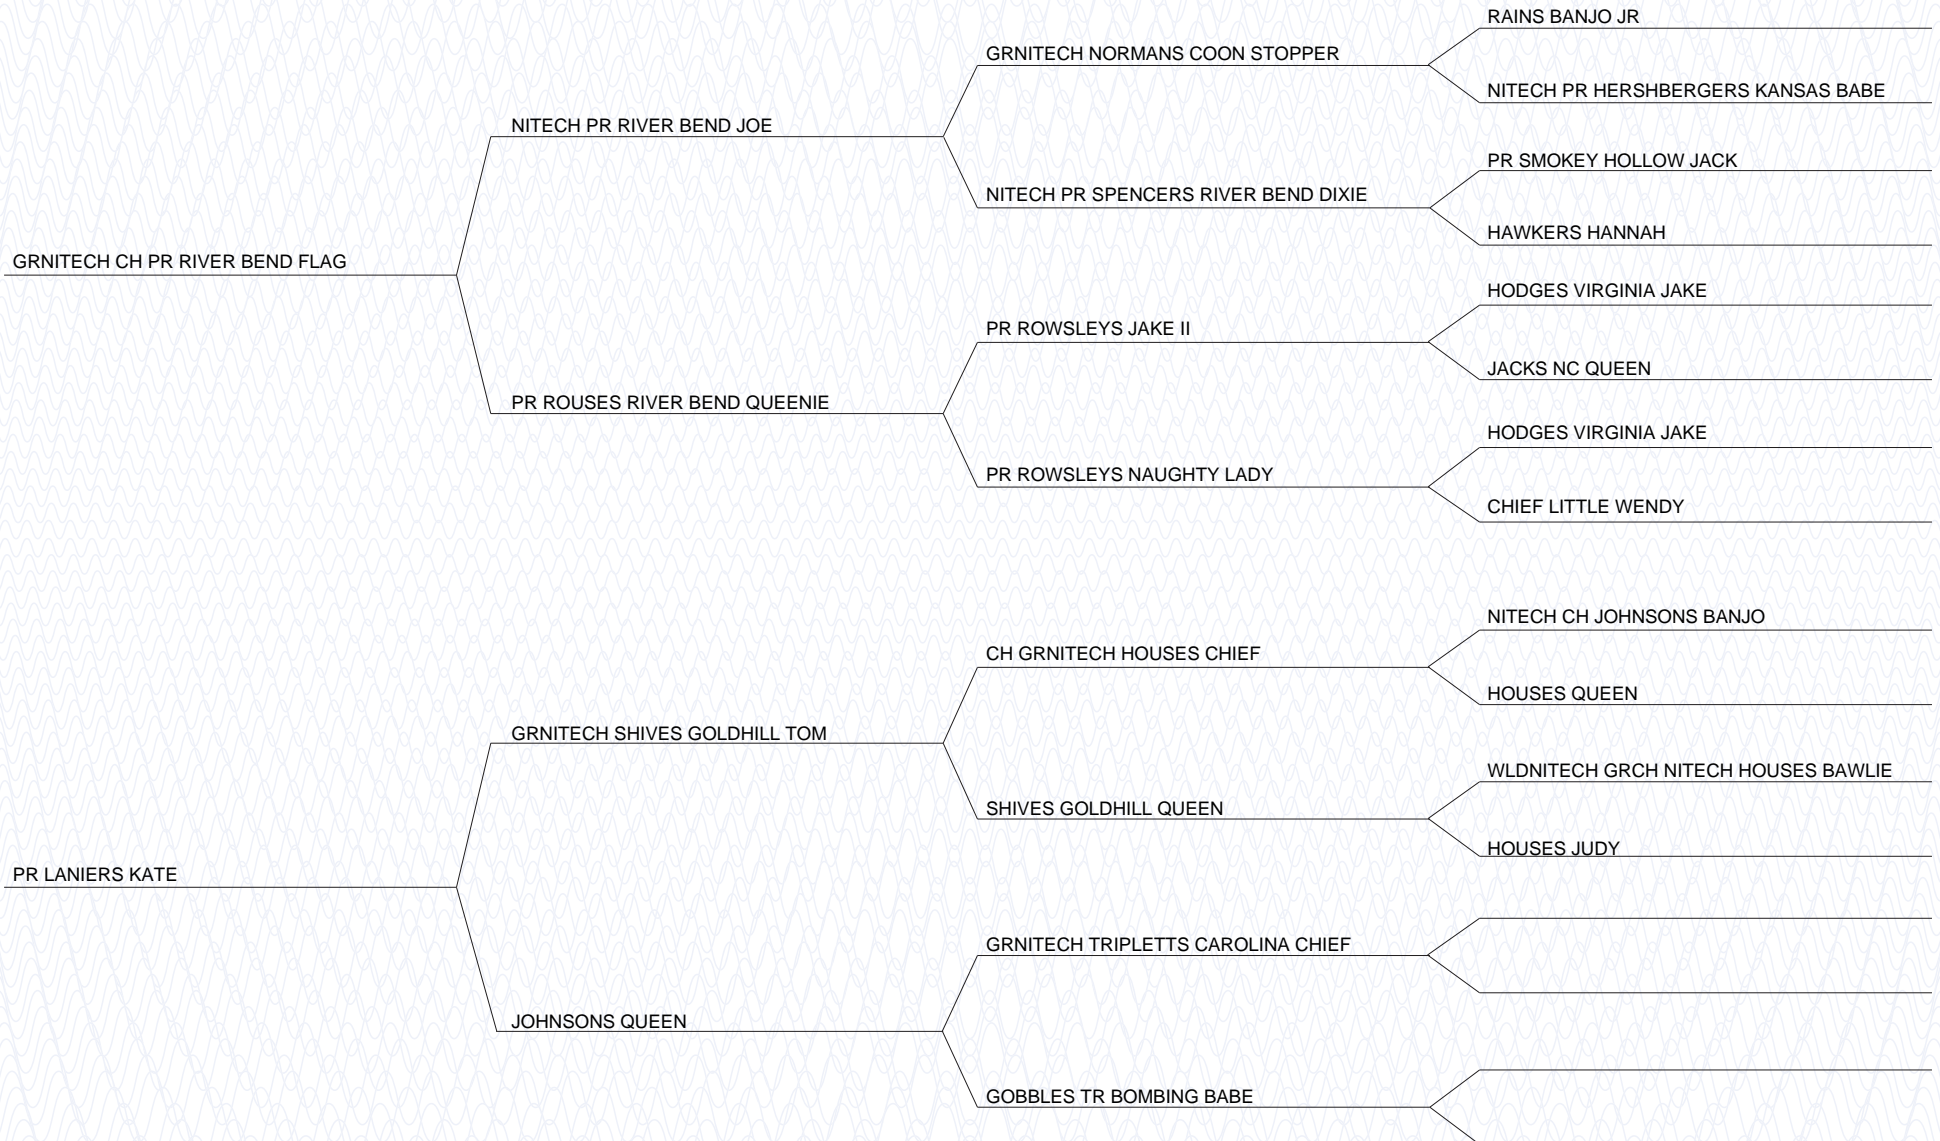 RAINS BANJO JR
GRNITECH NORMANS COON STOPPER
NITECH PR HERSHBERGERS KANSAS BABE
NITECH PR RIVER BEND JOE
PR SMOKEY HOLLOW JACK
NITECH PR SPENCERS RIVER BEND DIXIE
HAWKERS HANNAH
GRNITECH CH PR RIVER BEND FLAG
HODGES VIRGINIA JAKE
PR ROWSLEYS JAKE II
JACKS NC QUEEN
PR ROUSES RIVER BEND QUEENIE
HODGES VIRGINIA JAKE
PR ROWSLEYS NAUGHTY LADY
CHIEF LITTLE WENDY
NITECH CH JOHNSONS BANJO
CH GRNITECH HOUSES CHIEF
HOUSES QUEEN
GRNITECH SHIVES GOLDHILL TOM
WLDNITECH GRCH NITECH HOUSES BAWLIE
SHIVES GOLDHILL QUEEN
HOUSES JUDY
PR LANIERS KATE
GRNITECH TRIPLETTS CAROLINA CHIEF
JOHNSONS QUEEN
GOBBLES TR BOMBING BABE